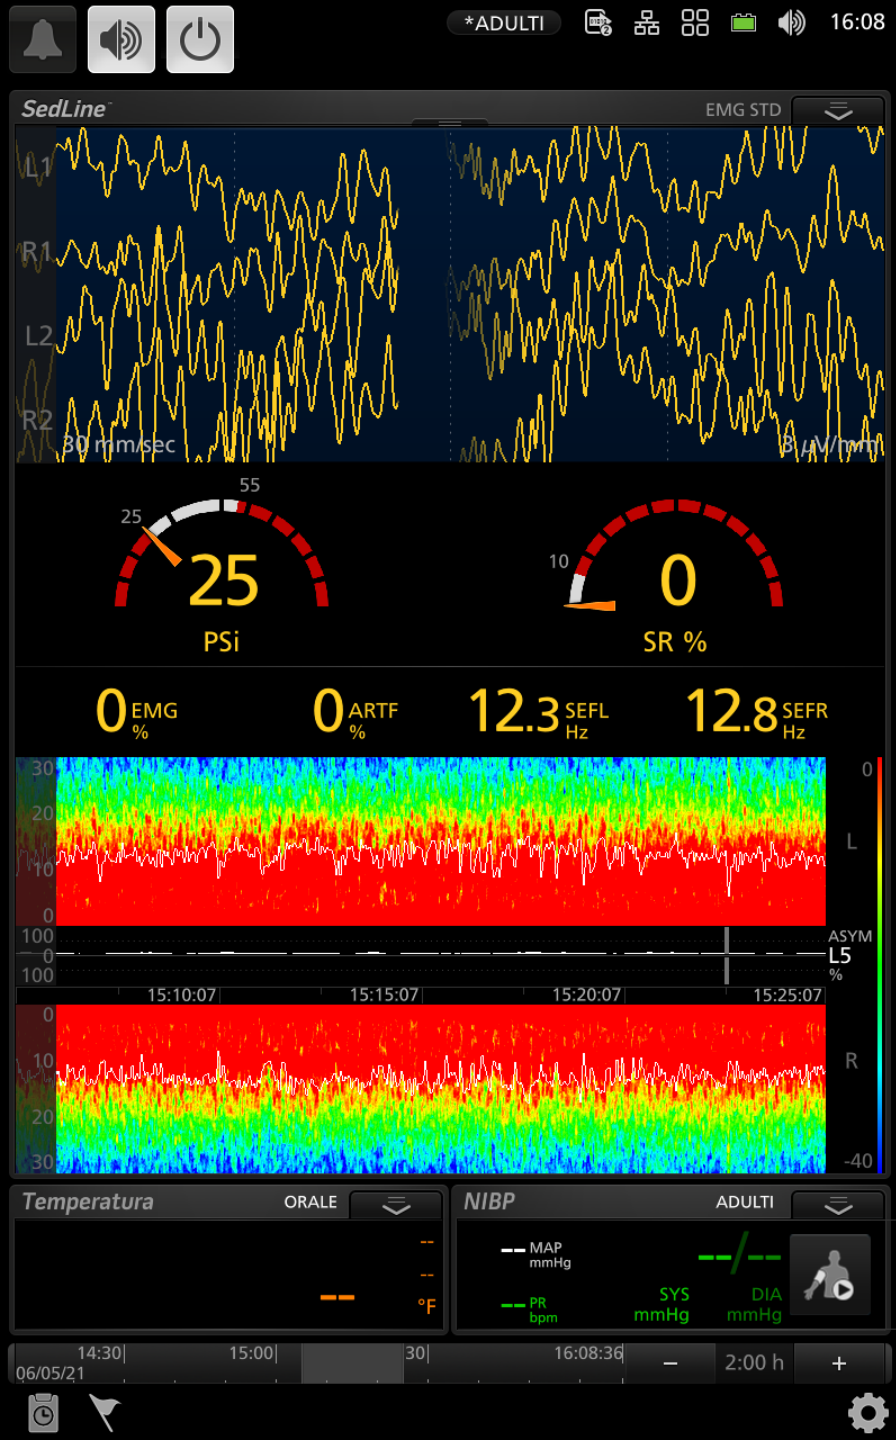 *ADULTI 16:08
SedLine EMG STD
L1
R1
L2
R2
30 mm/sec 3 µV/mm
25 55
25
PSi
10
0
SR %
0 EMG %
0 ARTF %
12.3 SEFL Hz
12.8 SEFR Hz
30
20
10
0
0
L
100
0
100
ASYM
L5
%
15:10:07 15:15:07 15:20:07 15:25:07
0
10
20
30
R
-40
Temperatura ORALE
--
--
--
°F
NIBP ADULTI
-- MAP mmHg
--/--
-- PR bpm
SYS mmHg
DIA mmHg
14:30 15:00 30 16:08:36
06/05/21
− 2:00 h +